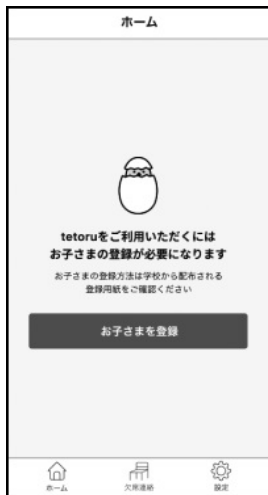 ホーム
tetoruをご利用いただくには
お子さまの登録が必要になります
お子さまの登録方法は学校から配布される
登録用紙をご確認ください
お子さまを登録
ホーム
欠席連絡
設定